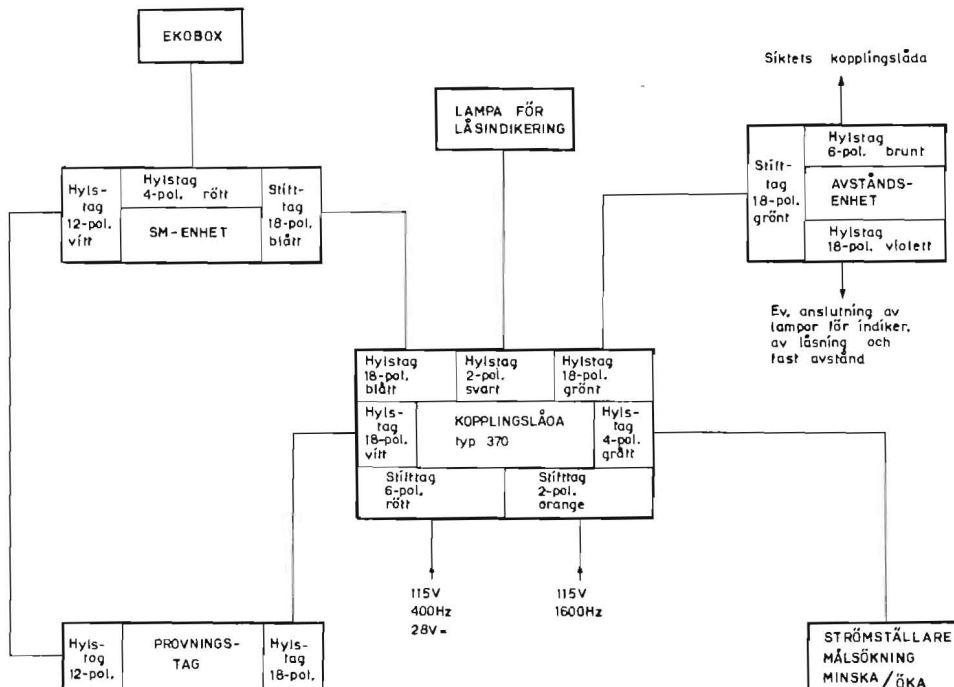 EKOBOX
Siktets kopplingslåda
LAMPA FÖR
LÅSINDIKERING
Hyls-
tag
12-pol.
vitt
Hylstag
4-pol. rött
SM-ENHET
Stift-
tag
18-pol.
blått
Stift-
tag
18-pol.
grönt
Hylstag
6-pol. brunt
AVSTÅNDS-
ENHET
Hylstag
18-pol. violett
Ev. anslutning av
lampor för indiker.
av låsning och
fast avstånd
Hylstag
18-pol.
blått
Hylstag
2-pol.
svart
Hylstag
18-pol.
grönt
Hyls-
tag
18-pol.
vitt
KOPPLINGSLÅDA
typ 370
Hyls-
tag
4-pol.
grått
Stifttag
6-pol.
rött
Stifttag
2-pol.
orange
115V
400Hz
28V=
115V
1600Hz
Hyls-
tag
12-pol.
PROVNINGS-
TAG
Hyls-
tag
18-pol.
STRÖMSTÄLLARE
MÅLSÖKNING
MINSKA/ÖKA